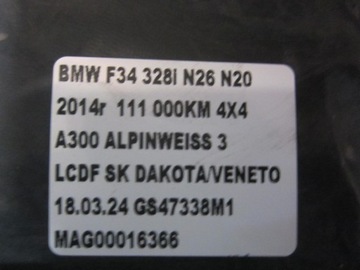 BMW F34 328I N26 N20
2014r 111 000KM 4X4
A300 ALPINWEISS 3
LCDF SK DAKOTA/VENETO
18.03.24 GS47338M1
MAG00016366